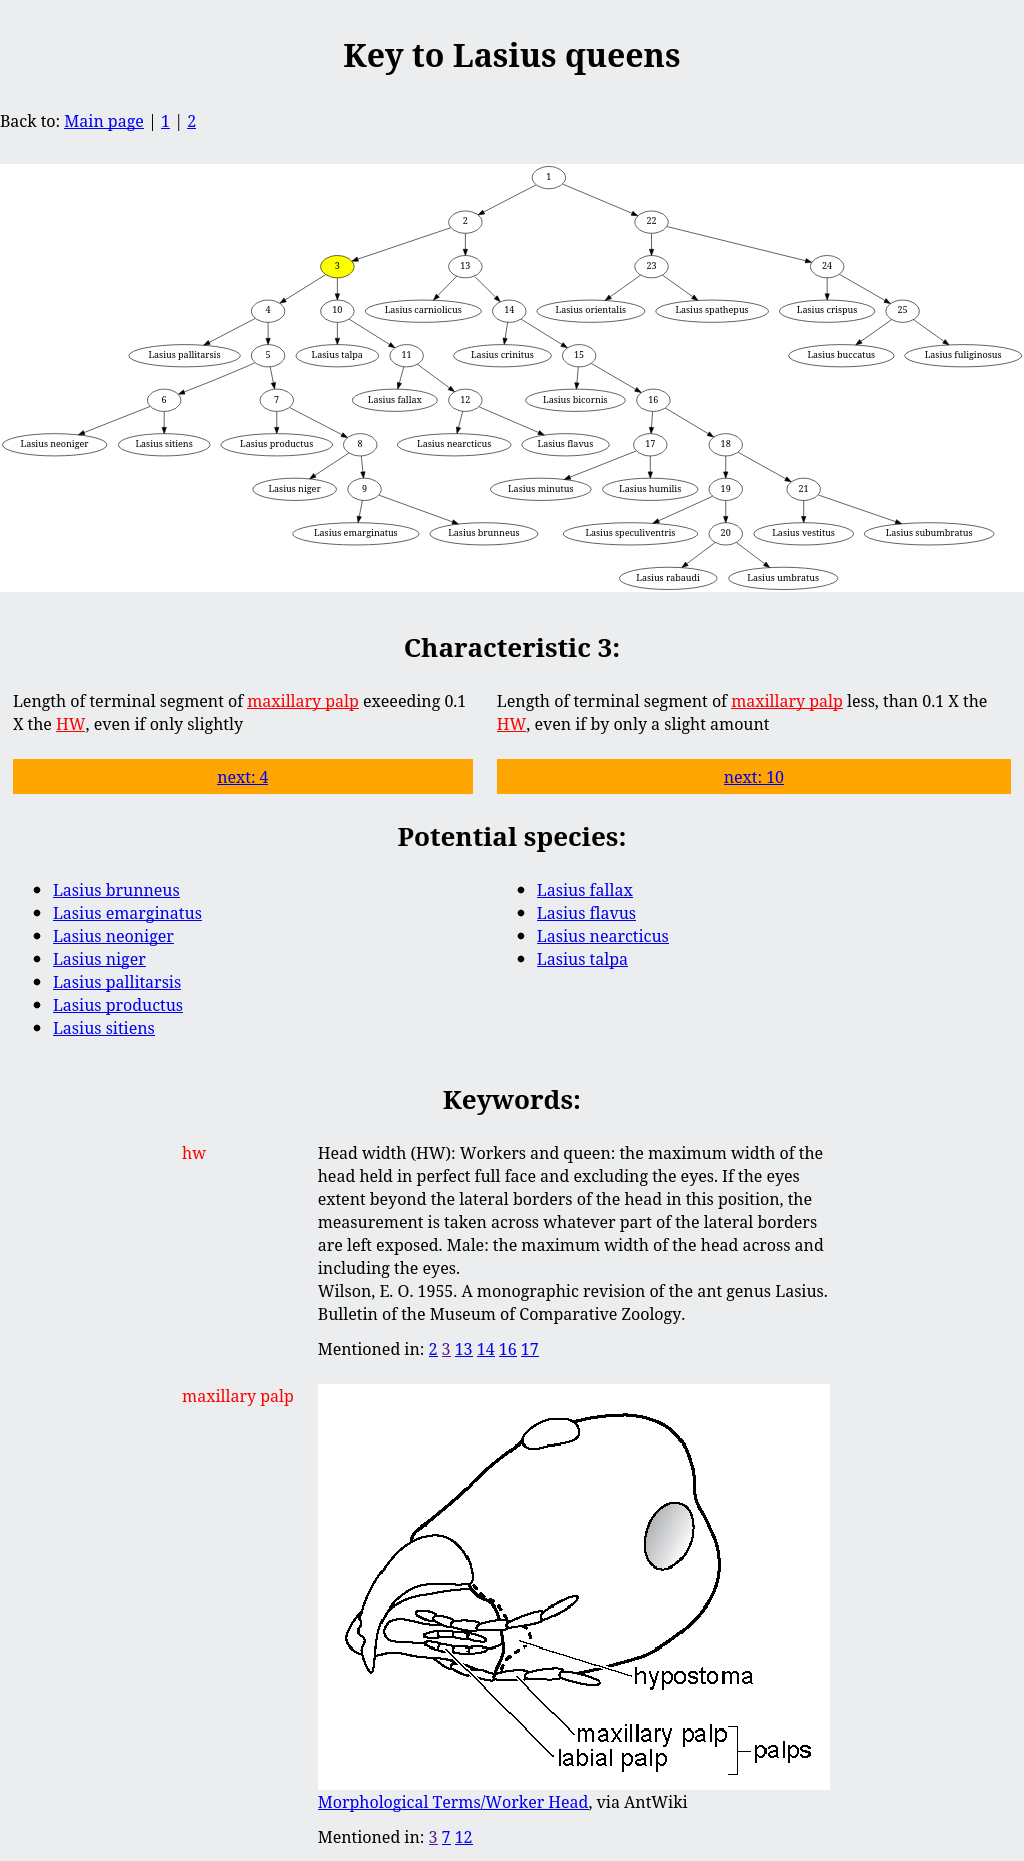 Key to Lasius queens
Back to: Main page | 1 | 2
1
2
22
3
13
23
24
4
10
Lasius carniolicus
14
Lasius orientalis
Lasius spathepus
Lasius crispus
25
Lasius pallitarsis
5
Lasius talpa
11
Lasius crinitus
15
Lasius buccatus
Lasius fuliginosus
6
7
Lasius fallax
12
Lasius bicornis
16
Lasius neoniger
Lasius sitiens
Lasius productus
8
Lasius nearcticus
Lasius flavus
17
18
Lasius niger
9
Lasius minutus
Lasius humilis
19
21
Lasius emarginatus
Lasius brunneus
Lasius speculiventris
20
Lasius vestitus
Lasius subumbratus
Lasius rabaudi
Lasius umbratus
Characteristic 3:
Length of terminal segment of maxillary palp exeeeding 0.1
X the HW, even if only slightly
next: 4
Length of terminal segment of maxillary palp less, than 0.1 X the
HW, even if by only a slight amount
next: 10
Potential species:
Lasius brunneus
Lasius emarginatus
Lasius neoniger
Lasius niger
Lasius pallitarsis
Lasius productus
Lasius sitiens
Lasius fallax
Lasius flavus
Lasius nearcticus
Lasius talpa
Keywords:
hw
Head width (HW): Workers and queen: the maximum width of the
head held in perfect full face and excluding the eyes. If the eyes
extent beyond the lateral borders of the head in this position, the
measurement is taken across whatever part of the lateral borders
are left exposed. Male: the maximum width of the head across and
including the eyes.
Wilson, E. O. 1955. A monographic revision of the ant genus Lasius.
Bulletin of the Museum of Comparative Zoology.
Mentioned in: 2 3 13 14 16 17
maxillary palp
hypostoma
maxillary palp
labial palp
palps
Morphological Terms/Worker Head, via AntWiki
Mentioned in: 3 7 12